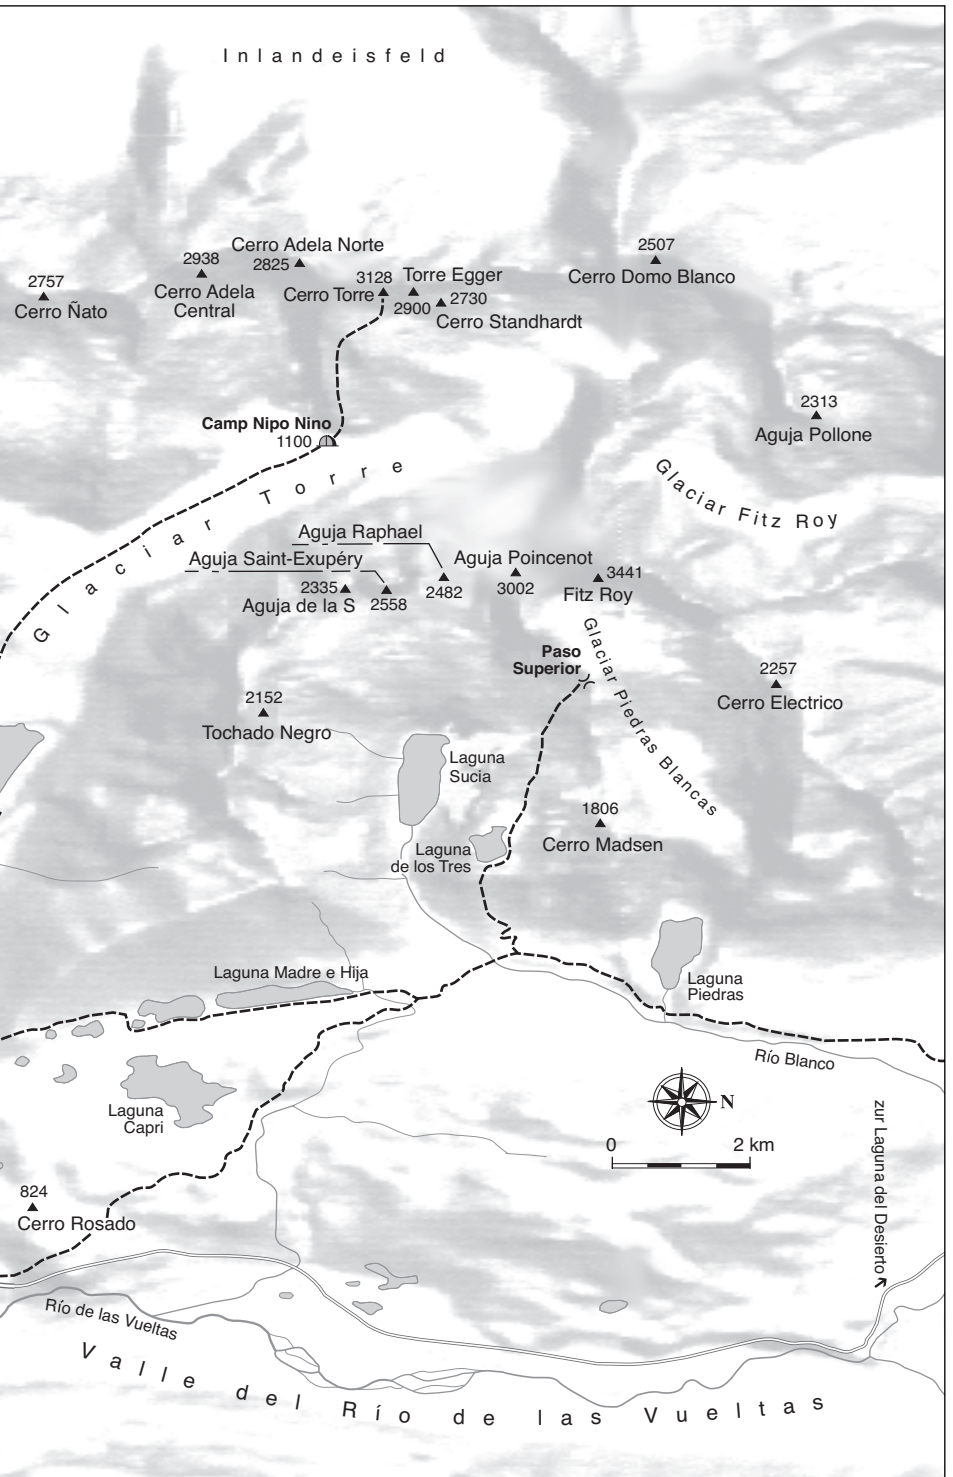 Inlandeisfeld
2757
Cerro Ñato
2938
Cerro Adela
Central
Cerro Adela Norte
2825
3128
Cerro Torre
Torre Egger
2900
2730
Cerro Standhardt
2507
Cerro Domo Blanco
2313
Aguja Pollone
Camp Nipo Nino
1100
Glaciar Torre
Glaciar Fitz Roy
Aguja Raphael
Aguja Saint-Exupéry
2335
Aguja de la S
2558
2482
Aguja Poincenot
3002
3441
Fitz Roy
Paso
Superior
Glaciar Piedras Blancas
2257
Cerro Electrico
2152
Tochado Negro
Laguna
Sucia
1806
Cerro Madsen
Laguna
de los Tres
Laguna Madre e Hija
Laguna
Piedras
Río Blanco
Laguna
Capri
N
0 2 km
zur Laguna del Desierto
824
Cerro Rosado
Río de las Vueltas
Valle del Río de las Vueltas